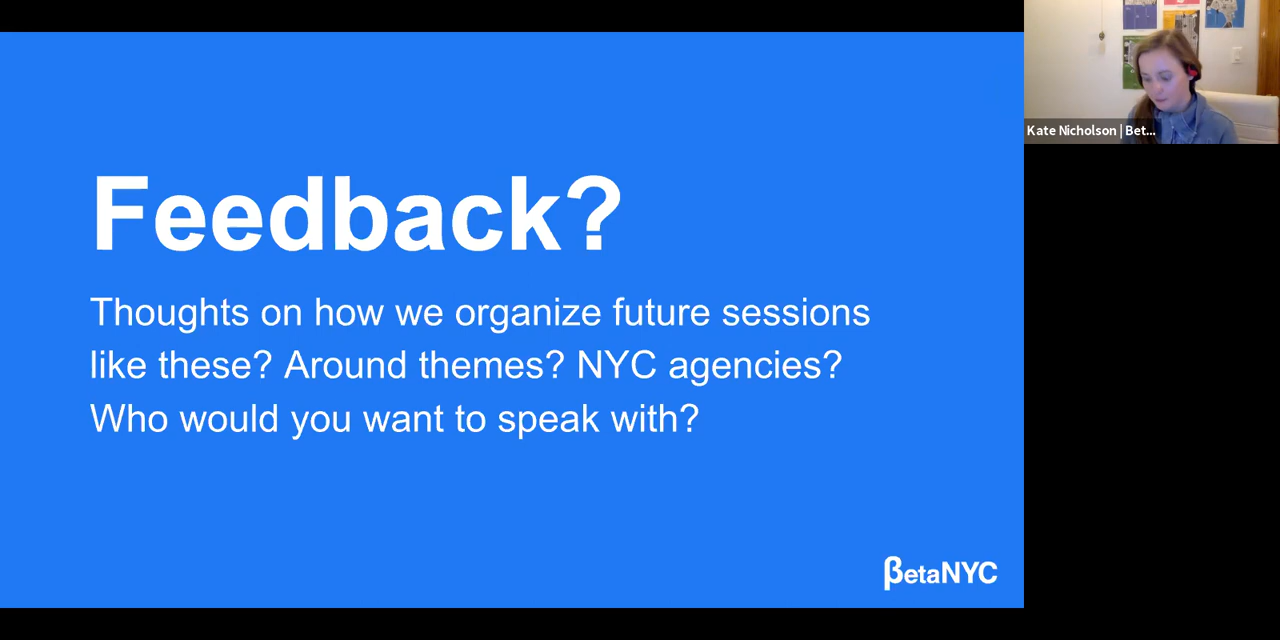 Feedback?
Thoughts on how we organize future sessions
like these? Around themes? NYC agencies?
Who would you want to speak with?
βetaNYC
Kate Nicholson | Bet...